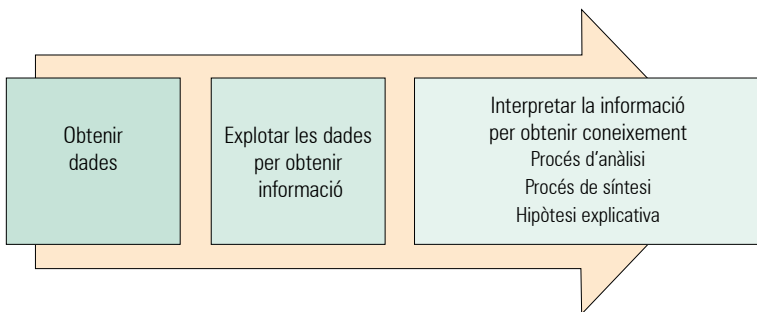 Obtenir
dades
Explotar les dades
per obtenir
informació
Interpretar la informació
per obtenir coneixement
Procés d'anàlisi
Procés de síntesi
Hipòtesi explicativa